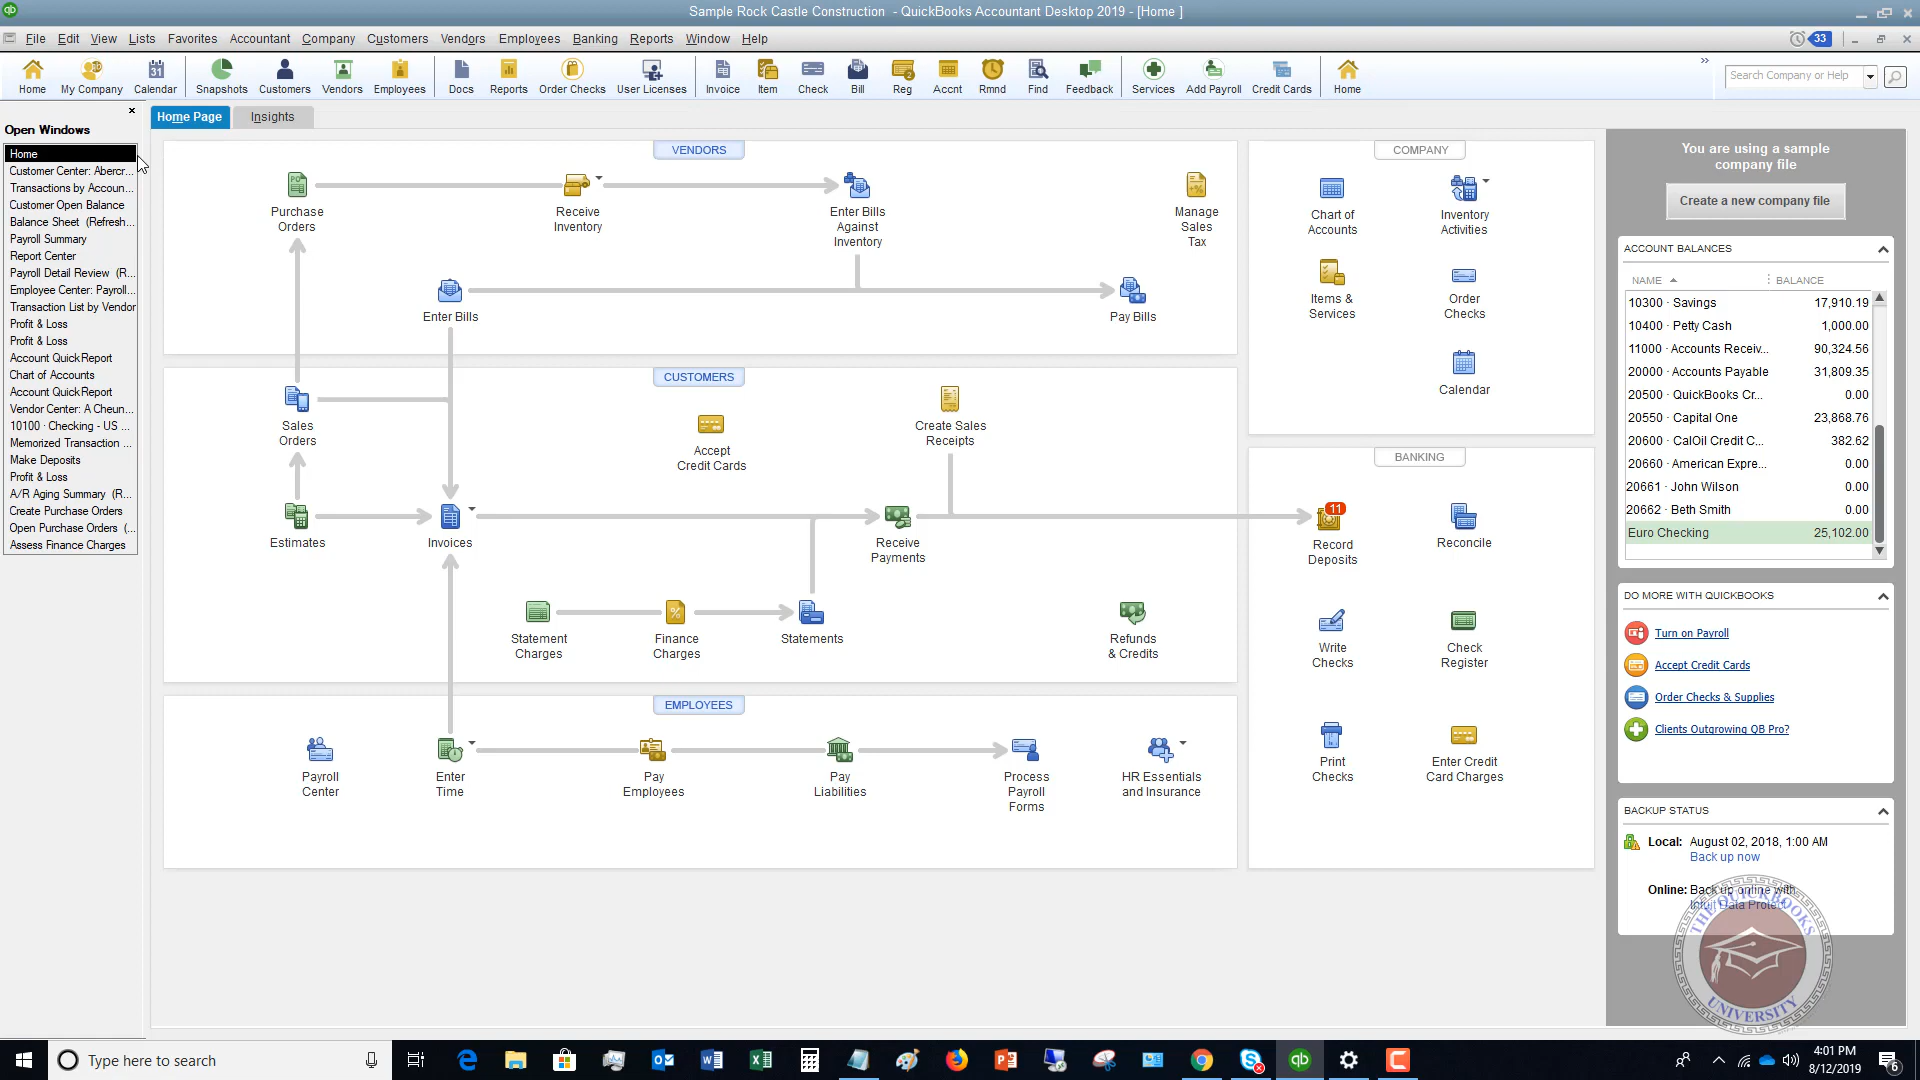 Sample Rock Castle Construction - QuickBooks Accountant Desktop 2019 - [Home ]
File Edit View Lists Favorites Accountant Company Customers Vendors Employees Banking Reports Window Help
33
Home My Company Calendar Snapshots Customers Vendors Employees Docs Reports Order Checks User Licenses Invoice Item Check Bill Reg Accnt Rmnd Find Feedback Services Add Payroll Credit Cards Home
Search Company or Help
Open Windows
Home
Customer Center: Abercr...
Transactions by Accoun...
Customer Open Balance
Balance Sheet (Refresh...
Payroll Summary
Report Center
Payroll Detail Review (R...
Employee Center: Payroll...
Transaction List by Vendor
Profit & Loss
Profit & Loss
Account QuickReport
Chart of Accounts
Account QuickReport
Vendor Center: A Cheun...
10100 · Checking - US ...
Memorized Transaction ...
Make Deposits
Profit & Loss
A/R Aging Summary (R...
Create Purchase Orders
Open Purchase Orders (...
Assess Finance Charges
Home Page
Insights
VENDORS
Purchase
Orders
Receive
Inventory
Enter Bills
Against
Inventory
Manage
Sales
Tax
Enter Bills
Pay Bills
CUSTOMERS
Sales
Orders
Accept
Credit Cards
Create Sales
Receipts
Estimates
Invoices
Receive
Payments
Statement
Charges
Finance
Charges
Statements
Refunds
& Credits
EMPLOYEES
Payroll
Center
Enter
Time
Pay
Employees
Pay
Liabilities
Process
Payroll
Forms
HR Essentials
and Insurance
COMPANY
Chart of
Accounts
Inventory
Activities
Items &
Services
Order
Checks
Calendar
BANKING
11
Record
Deposits
Reconcile
Write
Checks
Check
Register
Print
Checks
Enter Credit
Card Charges
You are using a sample
company file
Create a new company file
ACCOUNT BALANCES
NAME BALANCE
10300 · Savings 17,910.19
10400 · Petty Cash 1,000.00
11000 · Accounts Receiv... 90,324.56
20000 · Accounts Payable 31,809.35
20500 · QuickBooks Cr... 0.00
20550 · Capital One 23,868.76
20600 · CalOil Credit C... 382.62
20660 · American Expre... 0.00
20661 · John Wilson 0.00
20662 · Beth Smith 0.00
Euro Checking 25,102.00
DO MORE WITH QUICKBOOKS
Turn on Payroll
Accept Credit Cards
Order Checks & Supplies
Clients Outgrowing QB Pro?
BACKUP STATUS
Local: August 02, 2018, 1:00 AM
Back up now
Online: Back up online with
Intuit Data Protect
THE QUICKBOOKS
UNIVERSITY
Type here to search
4:01 PM
8/12/2019
6